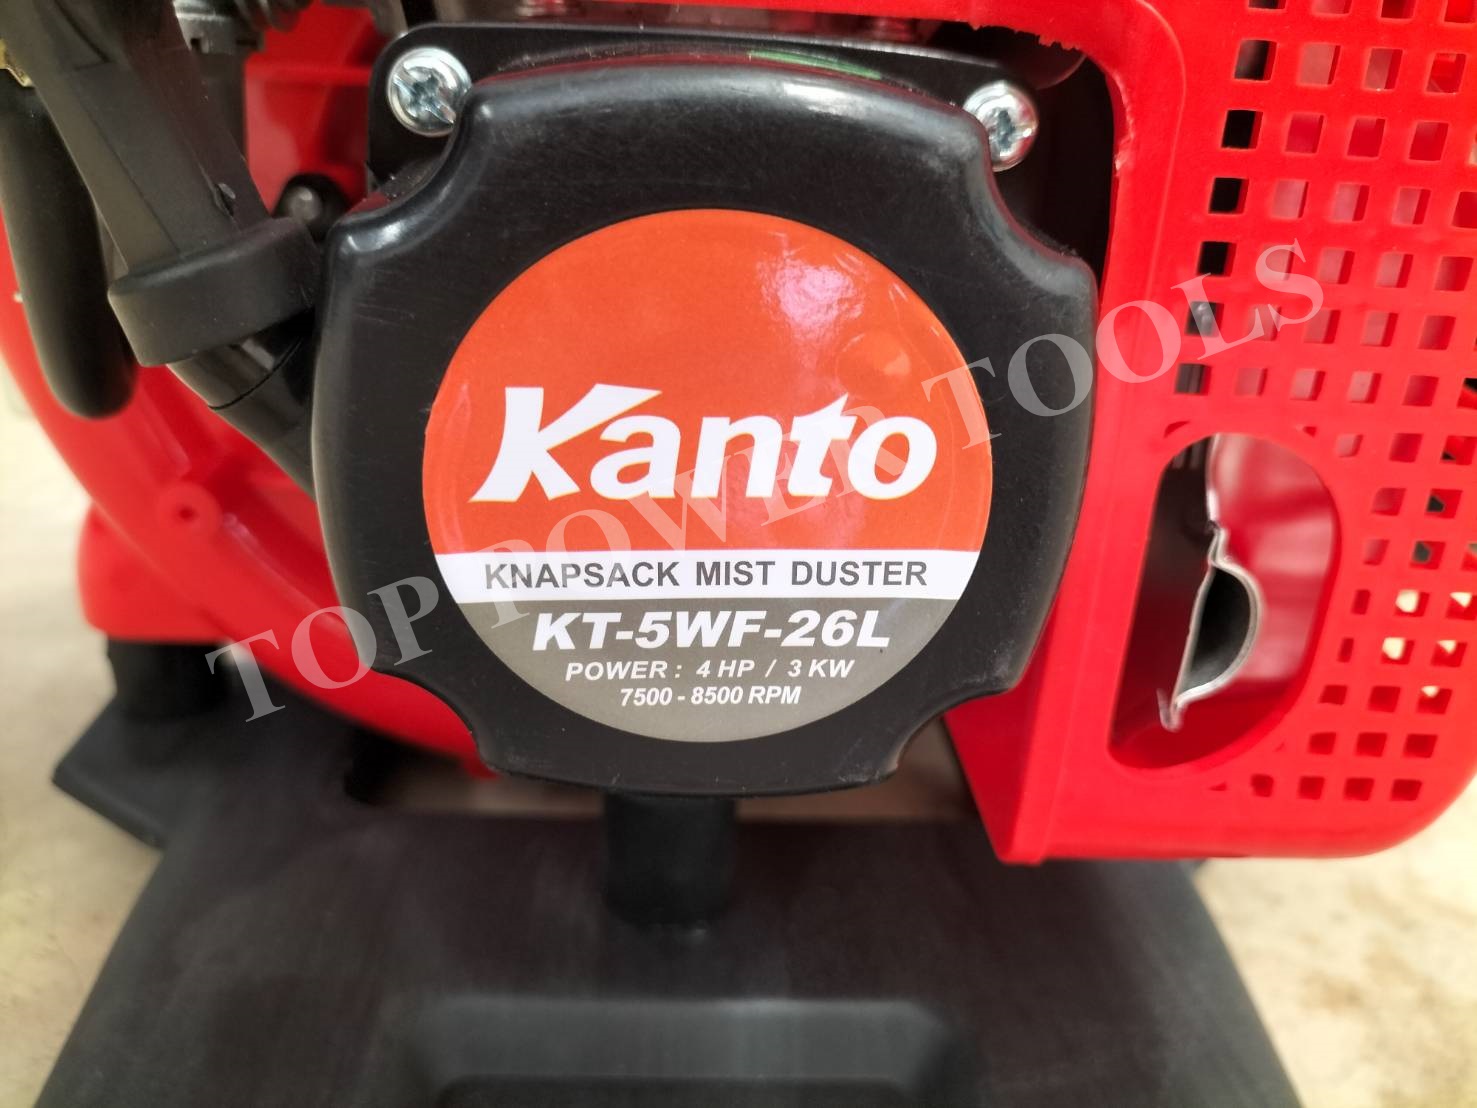 Kanto
KNAPSACK MIST DUSTER
KT-5WF-26L
POWER : 4 HP / 3 KW
7500 - 8500 RPM
TOP POWER TOOLS